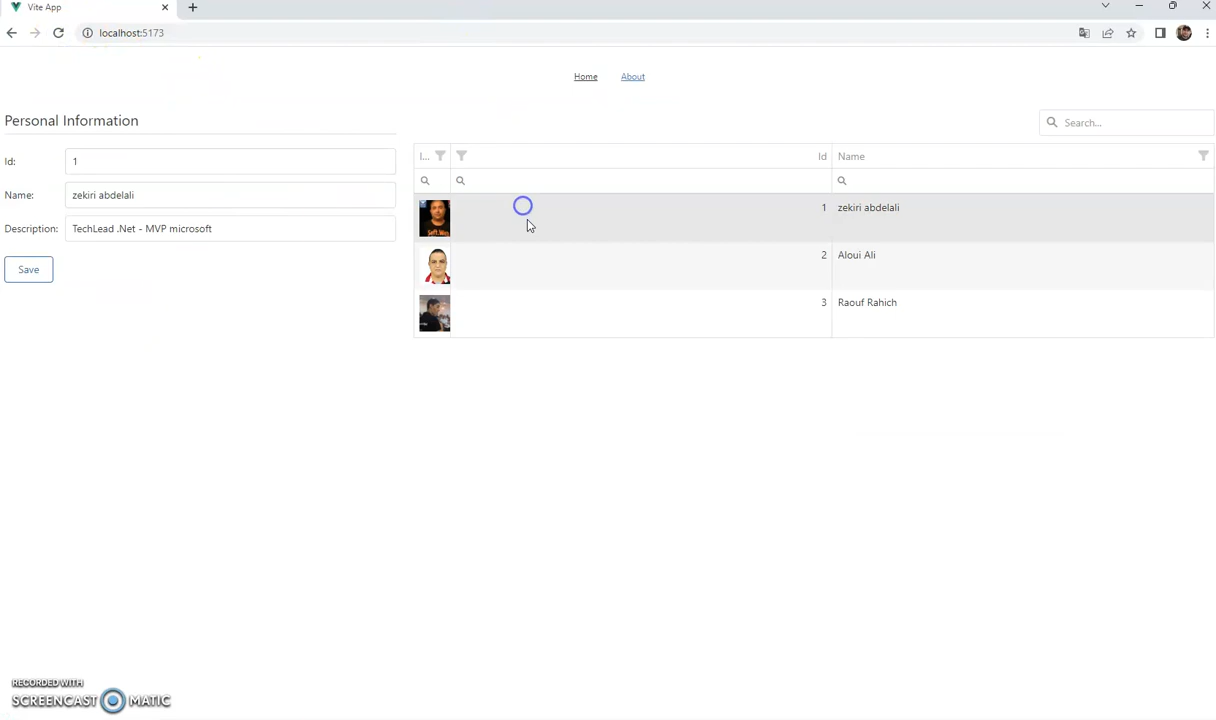 Vite App
localhost:5173
Home About
Personal Information
Search...
Id: 1
Name: zekiri abdelali
Description: TechLead .Net - MVP microsoft
Save
I... Id Name
1 zekiri abdelali
2 Aloui Ali
3 Raouf Rahich
RECORDED WITH
SCREENCAST MATIC